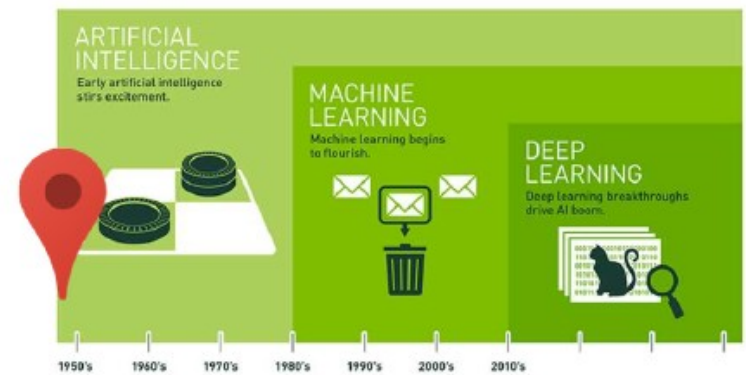 ARTIFICIAL
INTELLIGENCE
Early artificial intelligence
stirs excitement.
MACHINE
LEARNING
Machine learning begins
to flourish.
DEEP
LEARNING
Deep learning breakthroughs
drive AI boom.
1950's 1960's 1970's 1980's 1990's 2000's 2010's